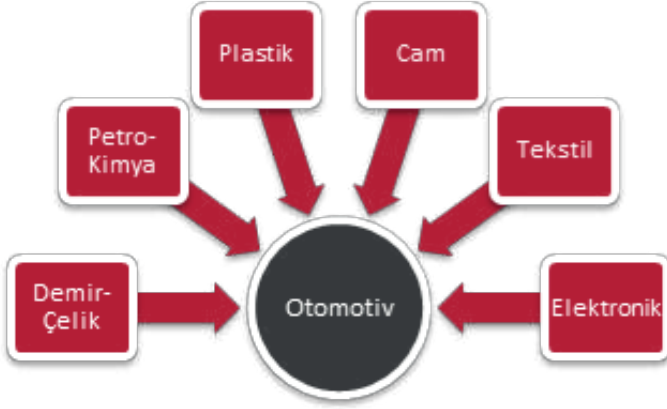 Plastik
Cam
Petro-
Kimya
Tekstil
Demir-
Çelik
Otomotiv
Elektronik